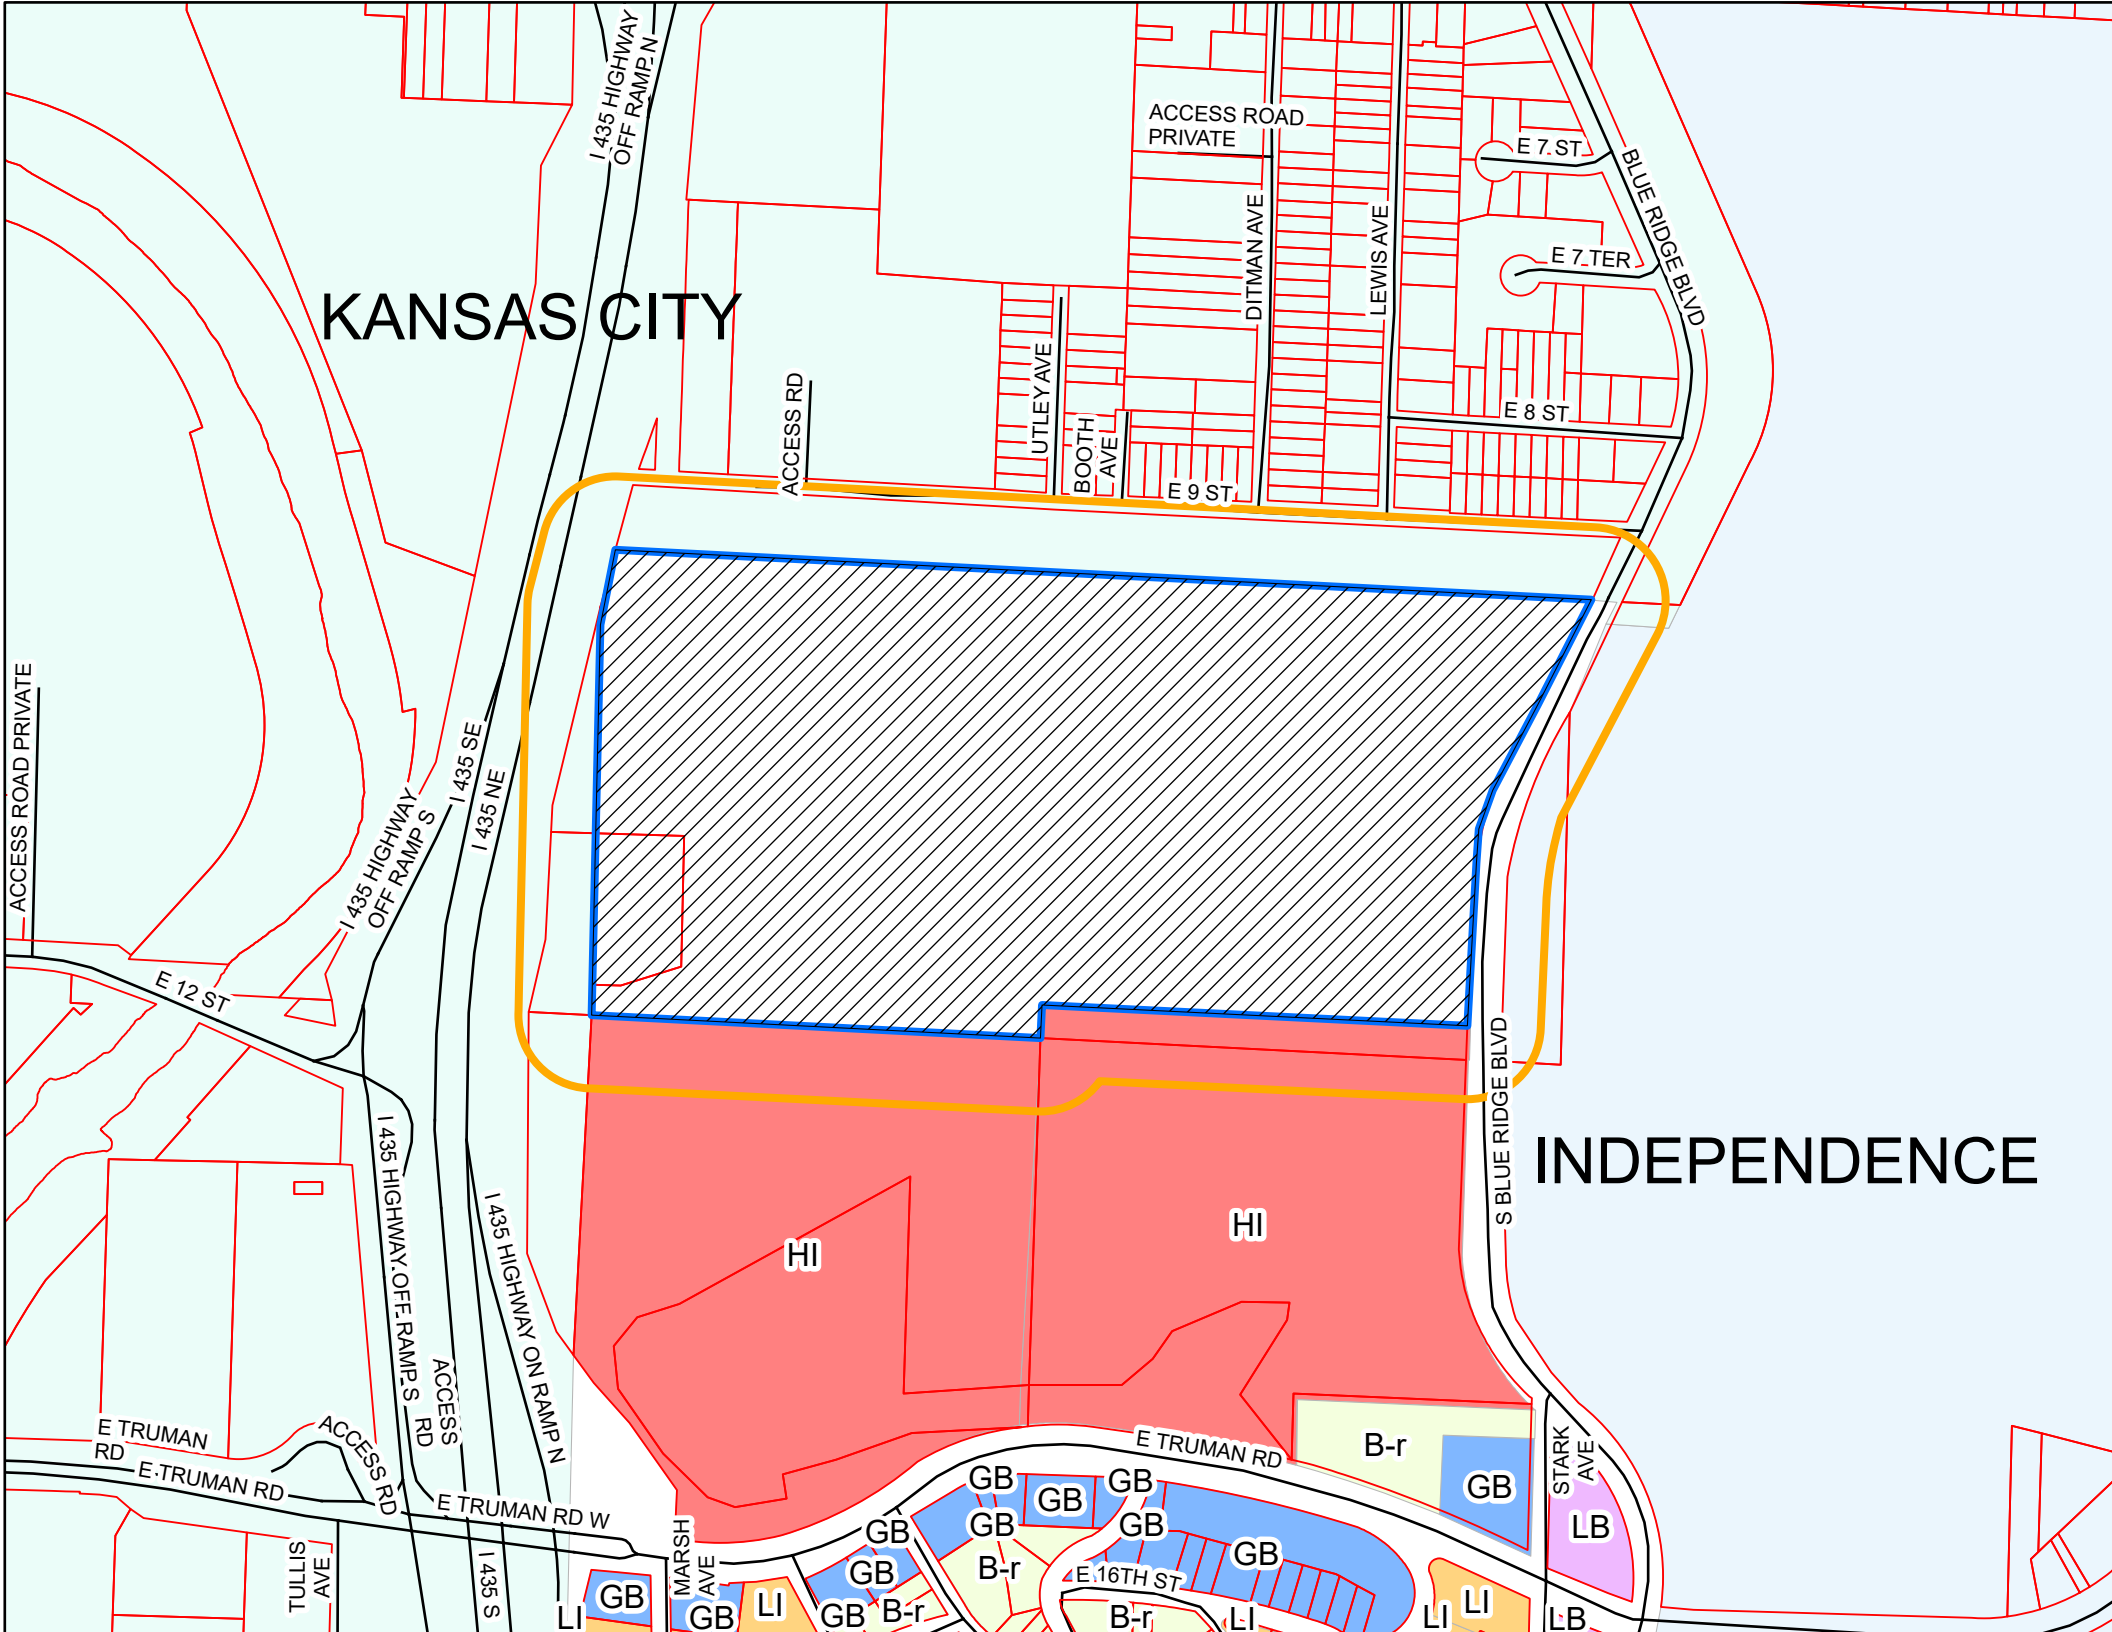 I 435 HIGHWAY
OFF RAMP N
ACCESS ROAD
PRIVATE
E 7 ST
BLUE RIDGE BLVD
DITMAN AVE
LEWIS AVE
E 7 TER
KANSAS CITY
UTLEY AVE
ACCESS RD
BOOTH
AVE
E 8 ST
E 9 ST
ACCESS ROAD PRIVATE
I 435 SE
I 435 NE
I 435 HIGHWAY
OFF RAMP S
E 12 ST
S BLUE RIDGE BLVD
INDEPENDENCE
I 435 HIGHWAY OFF RAMP S
I 435 HIGHWAY ON RAMP N
HI
HI
ACCESS
RD
E TRUMAN
RD
ACCESS RD
E TRUMAN RD
E TRUMAN RD W
E TRUMAN RD
B-r
GB
STARK
AVE
LB
GB
GB
GB
GB
GB
GB
GB
GB
B-r
E 16TH ST
TULLIS
AVE
I 435 S
MARSH
AVE
LI
GB
GB
LI
GB
B-r
B-r
LI
LI
LI
LB